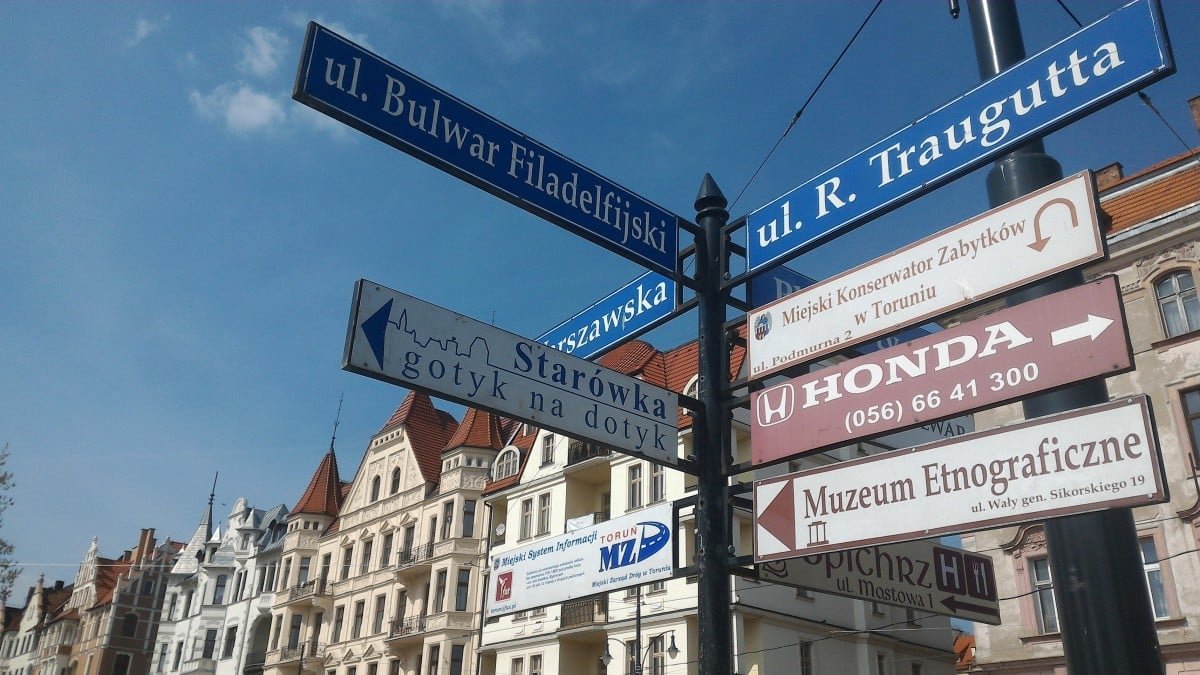 ul. Bulwar Filadelfijski
ul. R. Traugutta
rszawska
Miejski Konserwator Zabytków
w Toruniu
ul. Podmurna 2
Starówka
gotyk na dotyk
HONDA
(056) 66 41 300
Muzeum Etnograficzne
ul. Wały gen. Sikorskiego 19
Miejski System Informacji
TORUŃ
MZD
Miejski Zarząd Dróg w Toruniu
Spichrz
ul. Mostowa 1